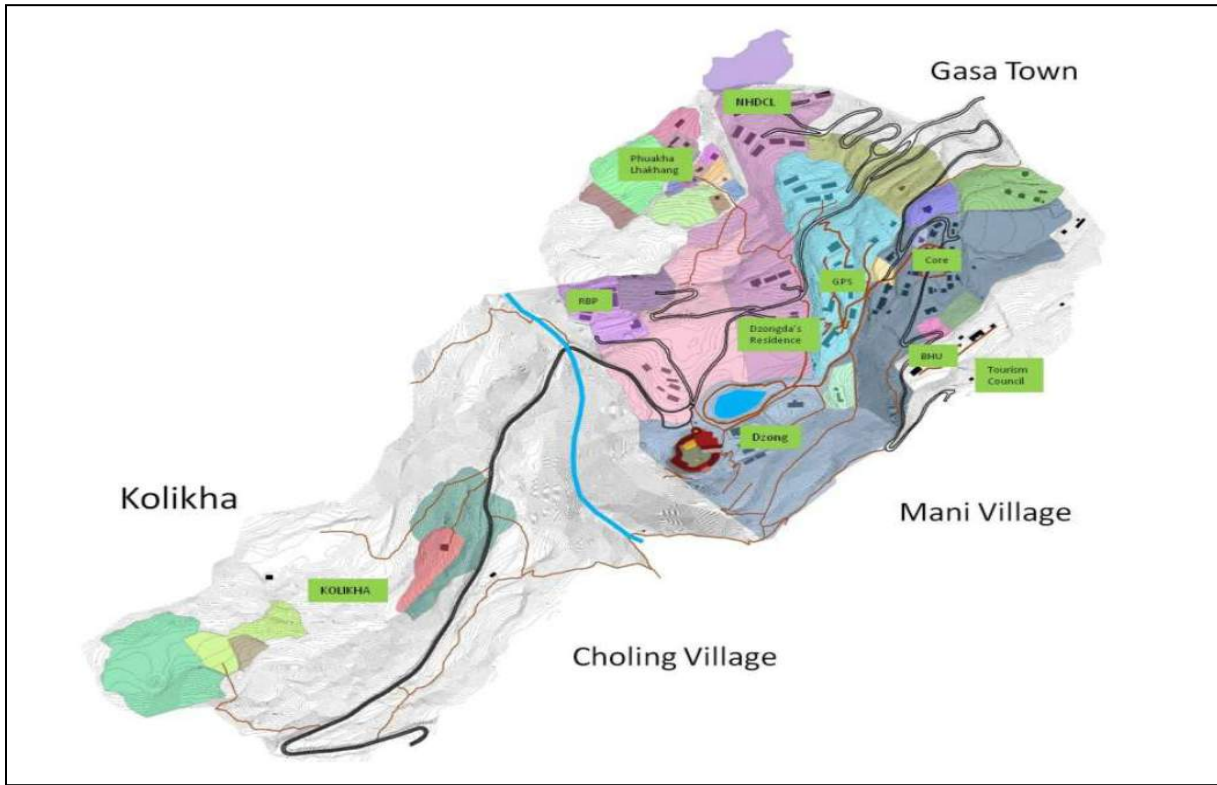 Gasa Town
NHDCL
Phuakha
Lhakhang
Core
GPS
RBP
Dzongda's
Residence
BHU
Tourism
Council
Dzong
Kolikha
Mani Village
KOLIKHA
Choling Village